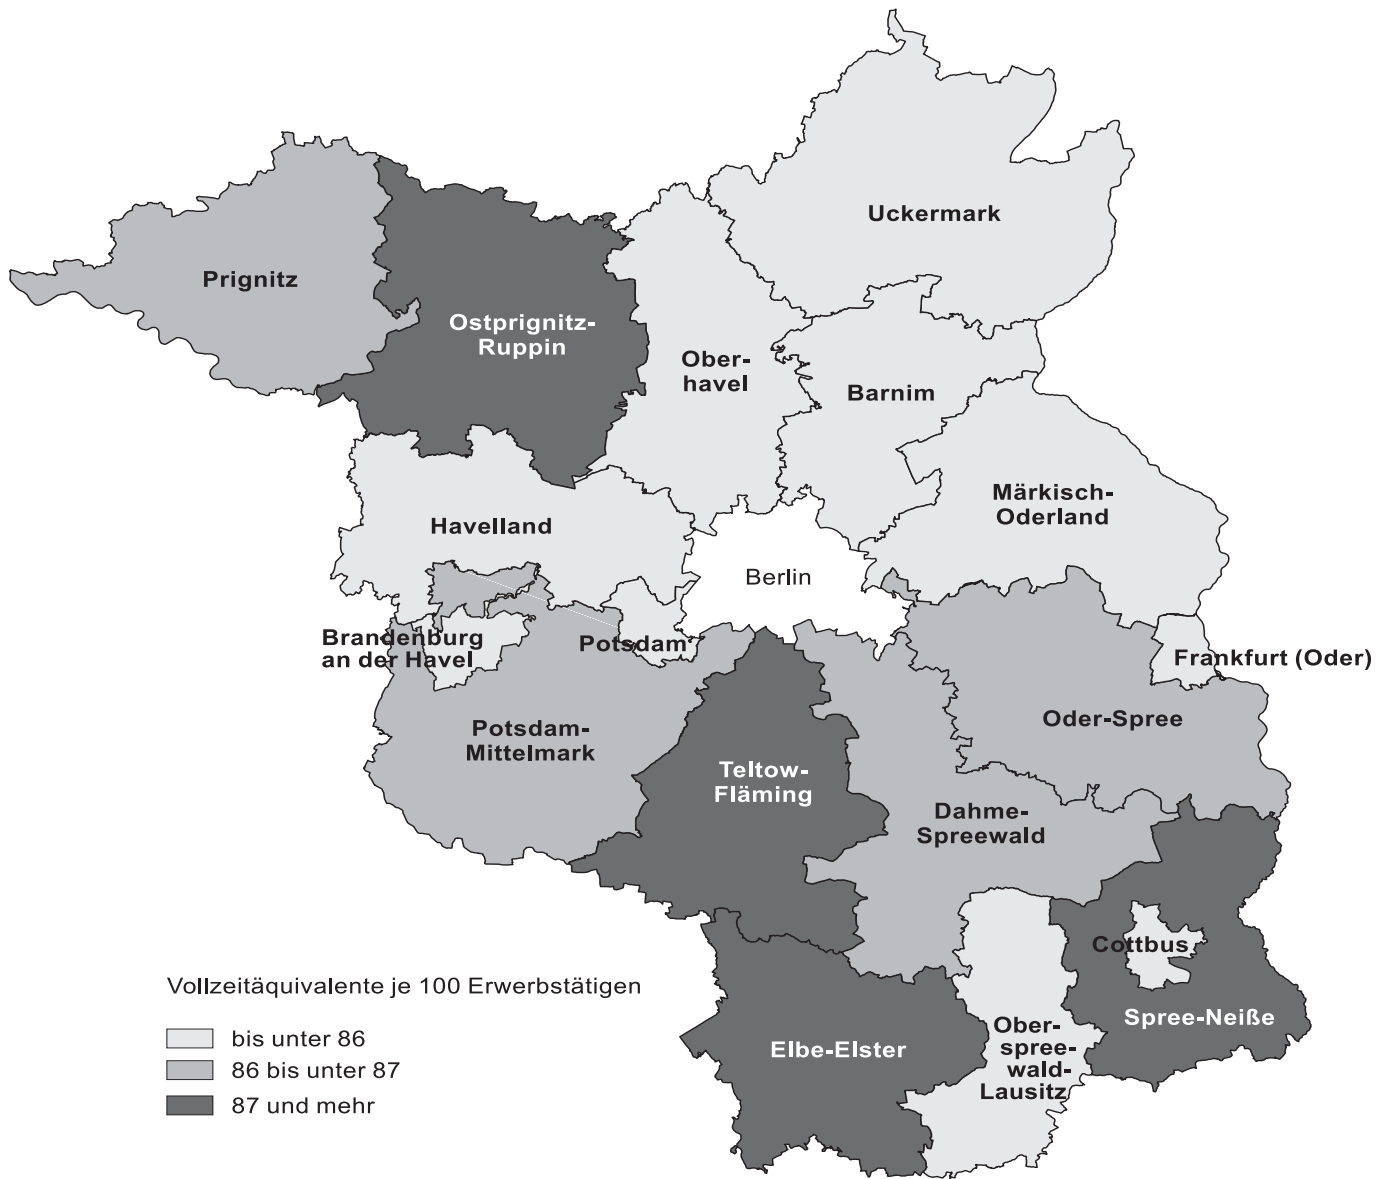 Uckermark
Prignitz
Ostprignitz-
Ruppin
Ober-
havel
Barnim
Märkisch-
Oderland
Havelland
Berlin
Brandenburg
an der Havel
Potsdam
Frankfurt (Oder)
Potsdam-
Mittelmark
Oder-Spree
Teltow-
Fläming
Dahme-
Spreewald
Cottbus
Spree-Neiße
Elbe-Elster
Ober-
spree-
wald-
Lausitz
Vollzeitäquivalente je 100 Erwerbstätigen
bis unter 86
86 bis unter 87
87 und mehr